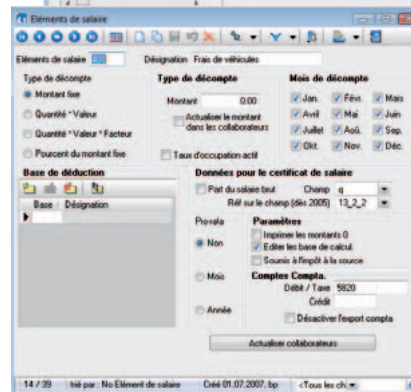 Eléments de salaire
Eléments de salaire
Désignation Frais de véhicules
Type de décompte
Montant fixe
Quantité * Valeur
Quantité * Valeur * Facteur
Pourcent du montant fixe
Type de décompte
Montant 0.00
Actualiser le montant
dans les collaborateurs
Taux d'occupation actif
Mois de décompte
Jan. Févr. Mars
Avril Mai Juin
Juillet Aoû. Sep.
Okt. Nov. Déc.
Base de déduction
Base / Désignation
Données pour le certificat de salaire
Part du salaire brut Champ q
Réf sur le champ (dès 2005) 13_2_2
Prorata
Non
Mois
Année
Paramètres
Imprimer les montants 0
Editer les base de calcul.
Soumis à l'impôt à la source
Comptes Compta.
Débit / Taxe 5820
Crédit
Désactiver l'export compta
Actualiser collaborateurs
14 / 39 trié par : No Elément de salaire Créé 01.07.2007, bp <Tous les ch